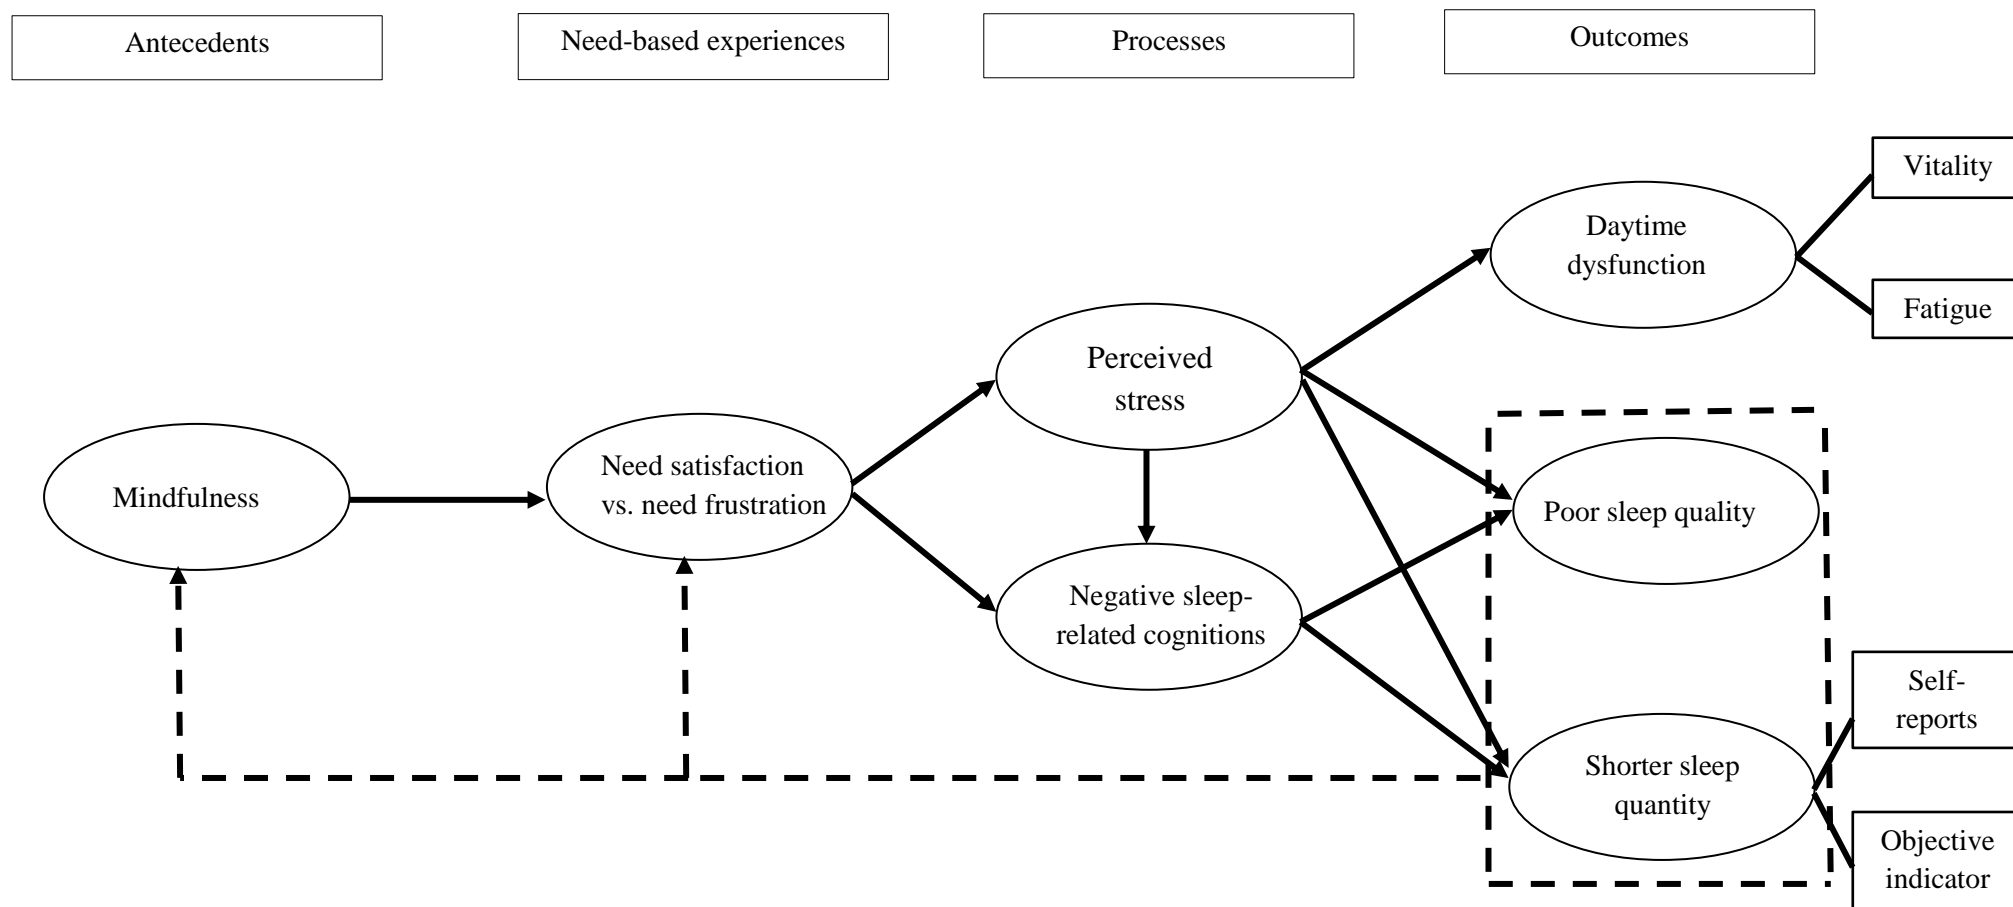 Antecedents
Need-based experiences
Processes
Outcomes
Vitality
Daytime
dysfunction
Fatigue
Perceived
stress
Need satisfaction
vs. need frustration
Mindfulness
Poor sleep quality
Negative sleep-
related cognitions
Self-
reports
Shorter sleep
quantity
Objective
indicator